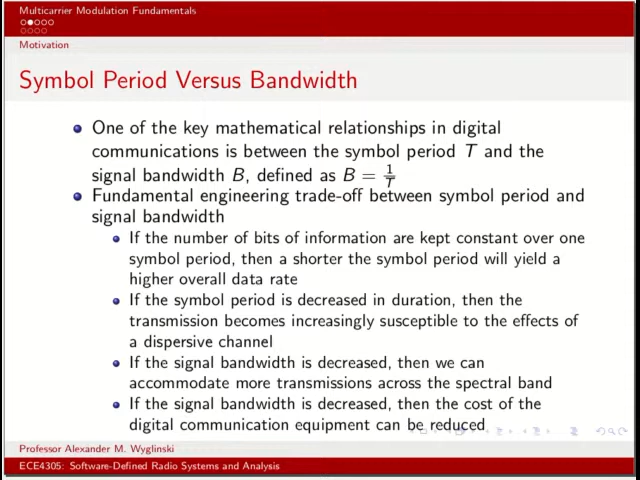 Multicarrier Modulation Fundamentals
Motivation
Symbol Period Versus Bandwidth
One of the key mathematical relationships in digital
communications is between the symbol period T and the
signal bandwidth B, defined as B = 1/T
Fundamental engineering trade-off between symbol period and
signal bandwidth
If the number of bits of information are kept constant over one
symbol period, then a shorter the symbol period will yield a
higher overall data rate
If the symbol period is decreased in duration, then the
transmission becomes increasingly susceptible to the effects of
a dispersive channel
If the signal bandwidth is decreased, then we can
accommodate more transmissions across the spectral band
If the signal bandwidth is decreased, then the cost of the
digital communication equipment can be reduced
Professor Alexander M. Wyglinski
ECE4305: Software-Defined Radio Systems and Analysis